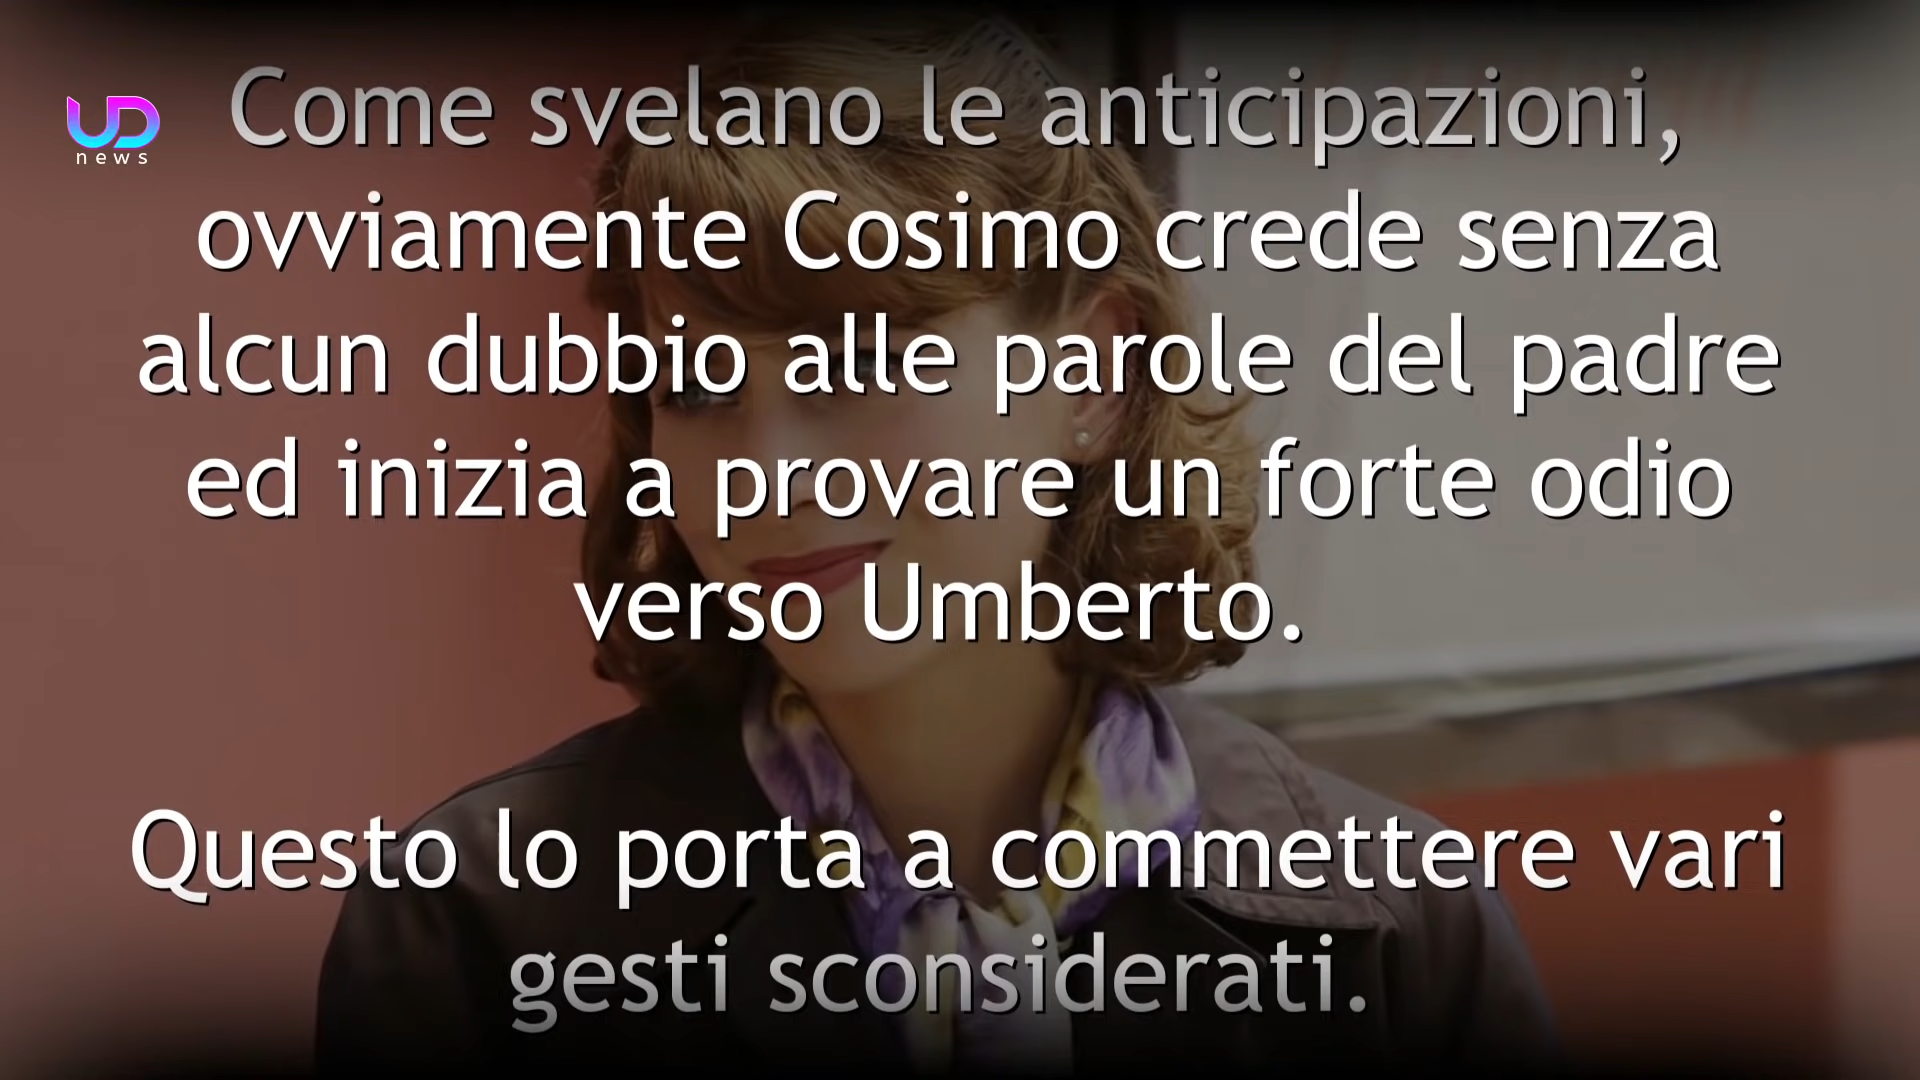 UD
news
Come svelano le anticipazioni,
ovviamente Cosimo crede senza
alcun dubbio alle parole del padre
ed inizia a provare un forte odio
verso Umberto.
Questo lo porta a commettere vari
gesti sconsiderati.